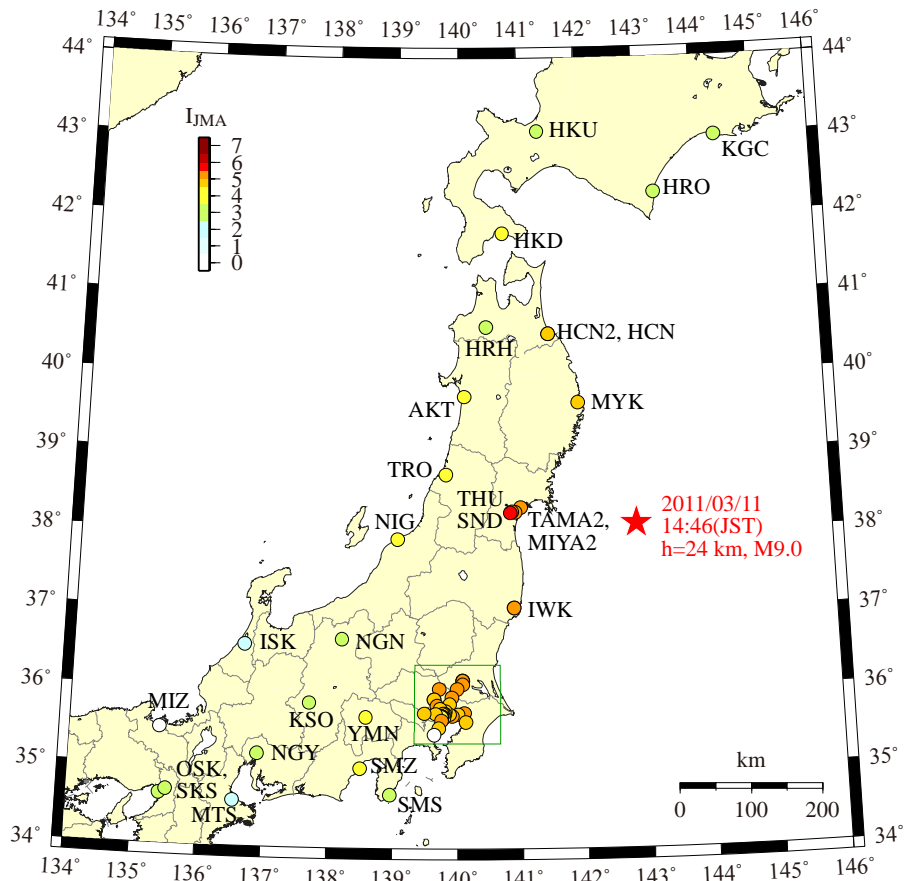 135° 136° 137° 138° 139° 140° 141° 142° 143° 144° 145° 146°
44° 44°
IJMA
7
6
5
4
3
2
1
0
HKU
KGC
43° 43°
HRO
42° 42°
HKD
41° 41°
HCN2, HCN
HRH
40° 40°
AKT
MYK
39° 39°
TRO
THU
SND
TAMA2,
MIYA2
2011/03/11
14:46(JST)
h=24 km, M9.0
38° 38°
NIG
37° 37°
IWK
ISK
NGN
36° 36°
MIZ
KSO
YMN
NGY
35° 35°
OSK,
SKS
SMZ
MTS
SMS
km
0 100 200
34° 34°
134° 135° 136° 137° 138° 139° 140° 141° 142° 143° 144° 145° 146°